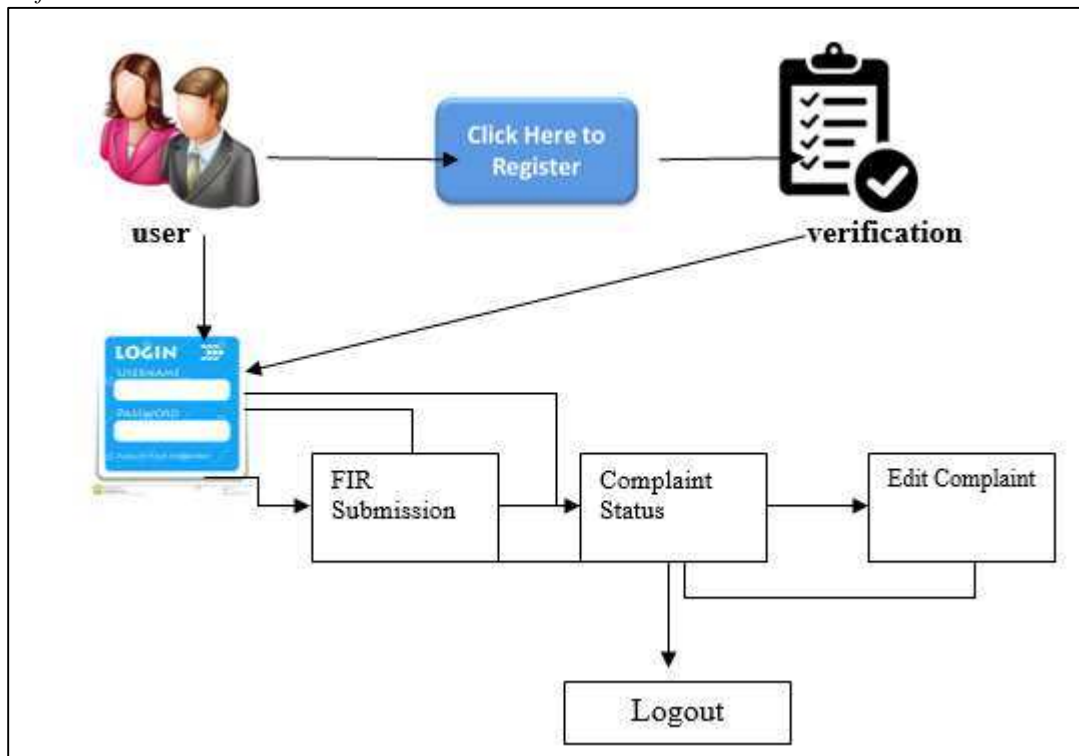 Click Here to
Register
user
verification
LOGIN
USERNAME
PASSWORD
FIR
Submission
Complaint
Status
Edit Complaint
Logout